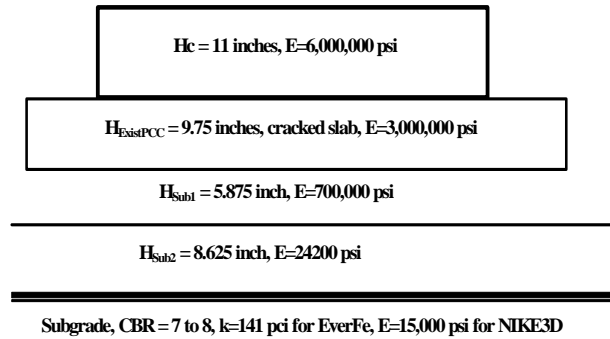 Hc = 11 inches, E=6,000,000 psi
HExistPCC = 9.75 inches, cracked slab, E=3,000,000 psi
HSub1 = 5.875 inch, E=700,000 psi
HSub2 = 8.625 inch, E=24200 psi
Subgrade, CBR = 7 to 8, k=141 pci for EverFe, E=15,000 psi for NIKE3D